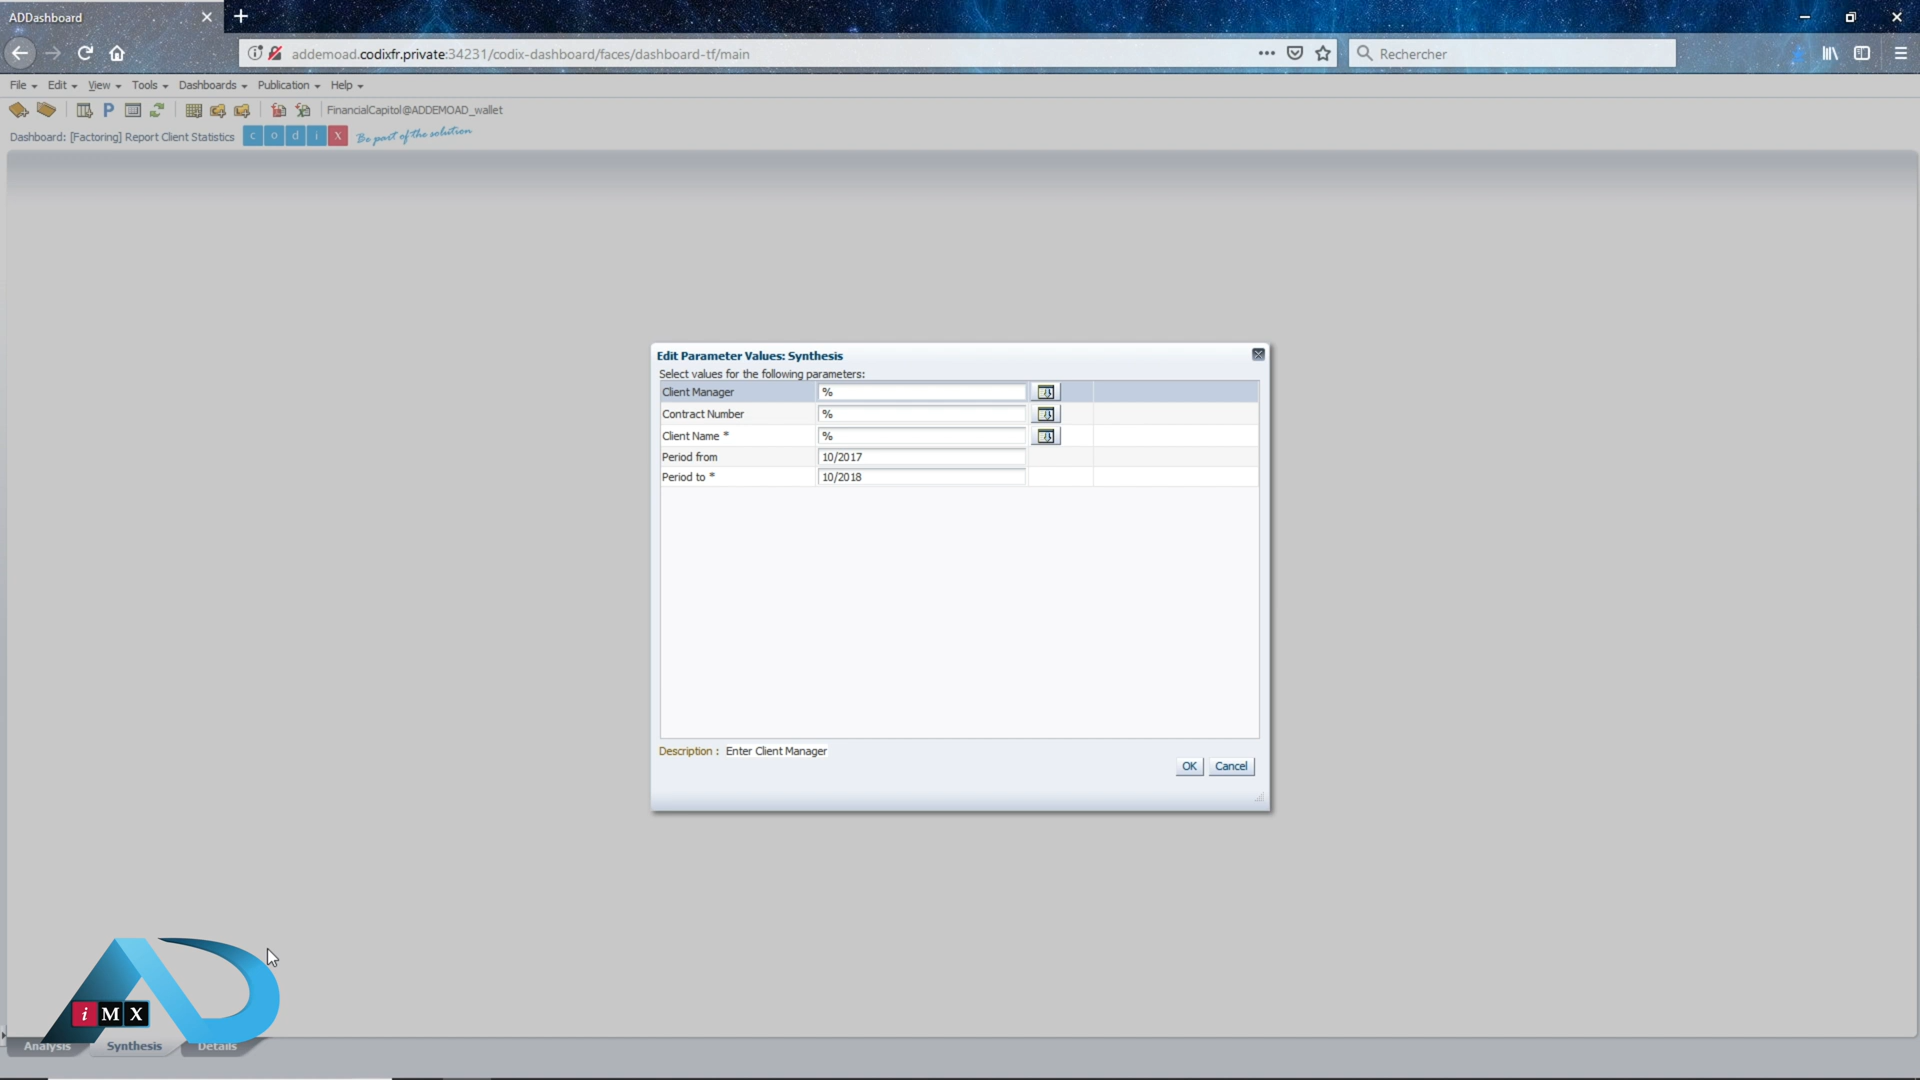 ADDashboard
addemoad.codixfr.private:34231/codix-dashboard/faces/dashboard-tf/main
Rechercher
File Edit View Tools Dashboards Publication Help
FinancialCapitol@ADDEMOAD_wallet
Dashboard: [Factoring] Report Client Statistics c o d i x Be part of the solution
Edit Parameter Values: Synthesis
Select values for the following parameters:
Client Manager %
Contract Number %
Client Name * %
Period from 10/2017
Period to * 10/2018
Description : Enter Client Manager
OK Cancel
AD
iMX
Analysis Synthesis Details